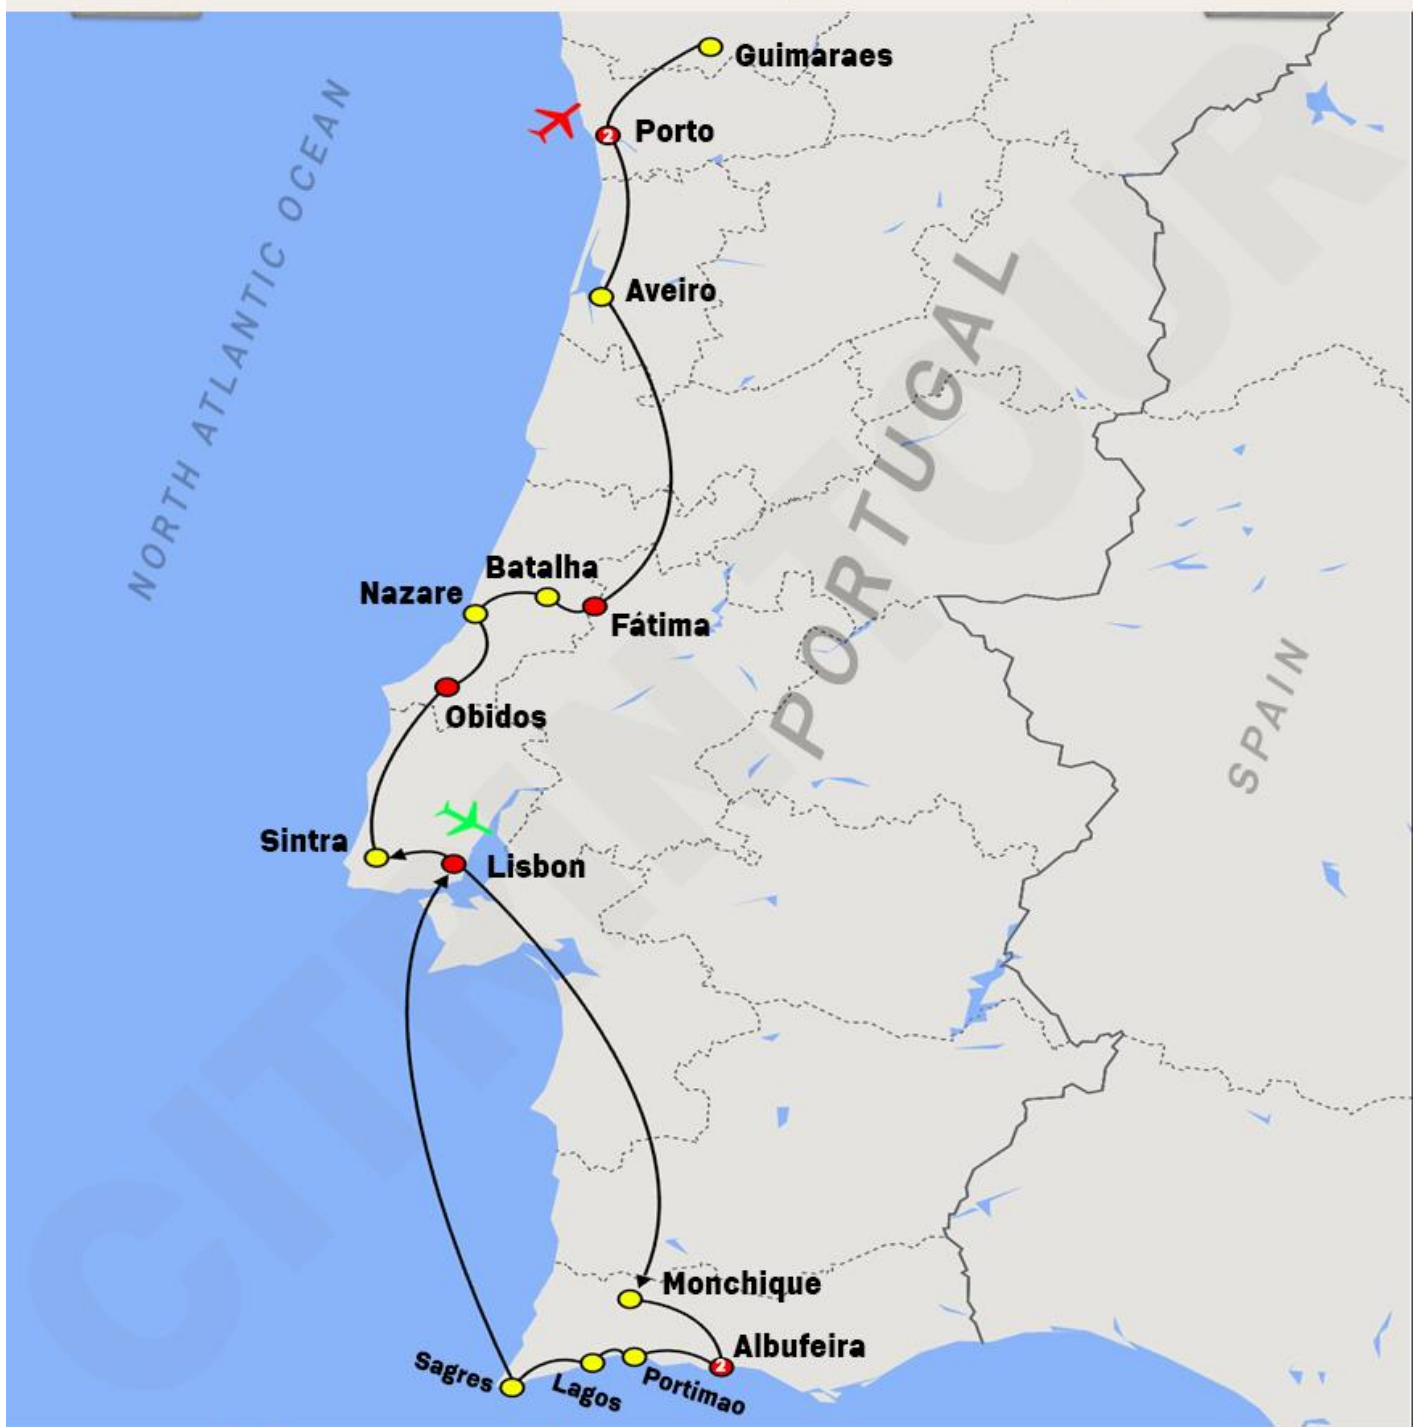 Guimaraes
2
Porto
NORTH ATLANTIC OCEAN
Aveiro
PORTUGAL
Batalha
Nazare
Fátima
SPAIN
Obidos
Sintra
Lisbon
CITRINTOUR
Monchique
Albufeira
2
Sagres
Lagos
Portimao